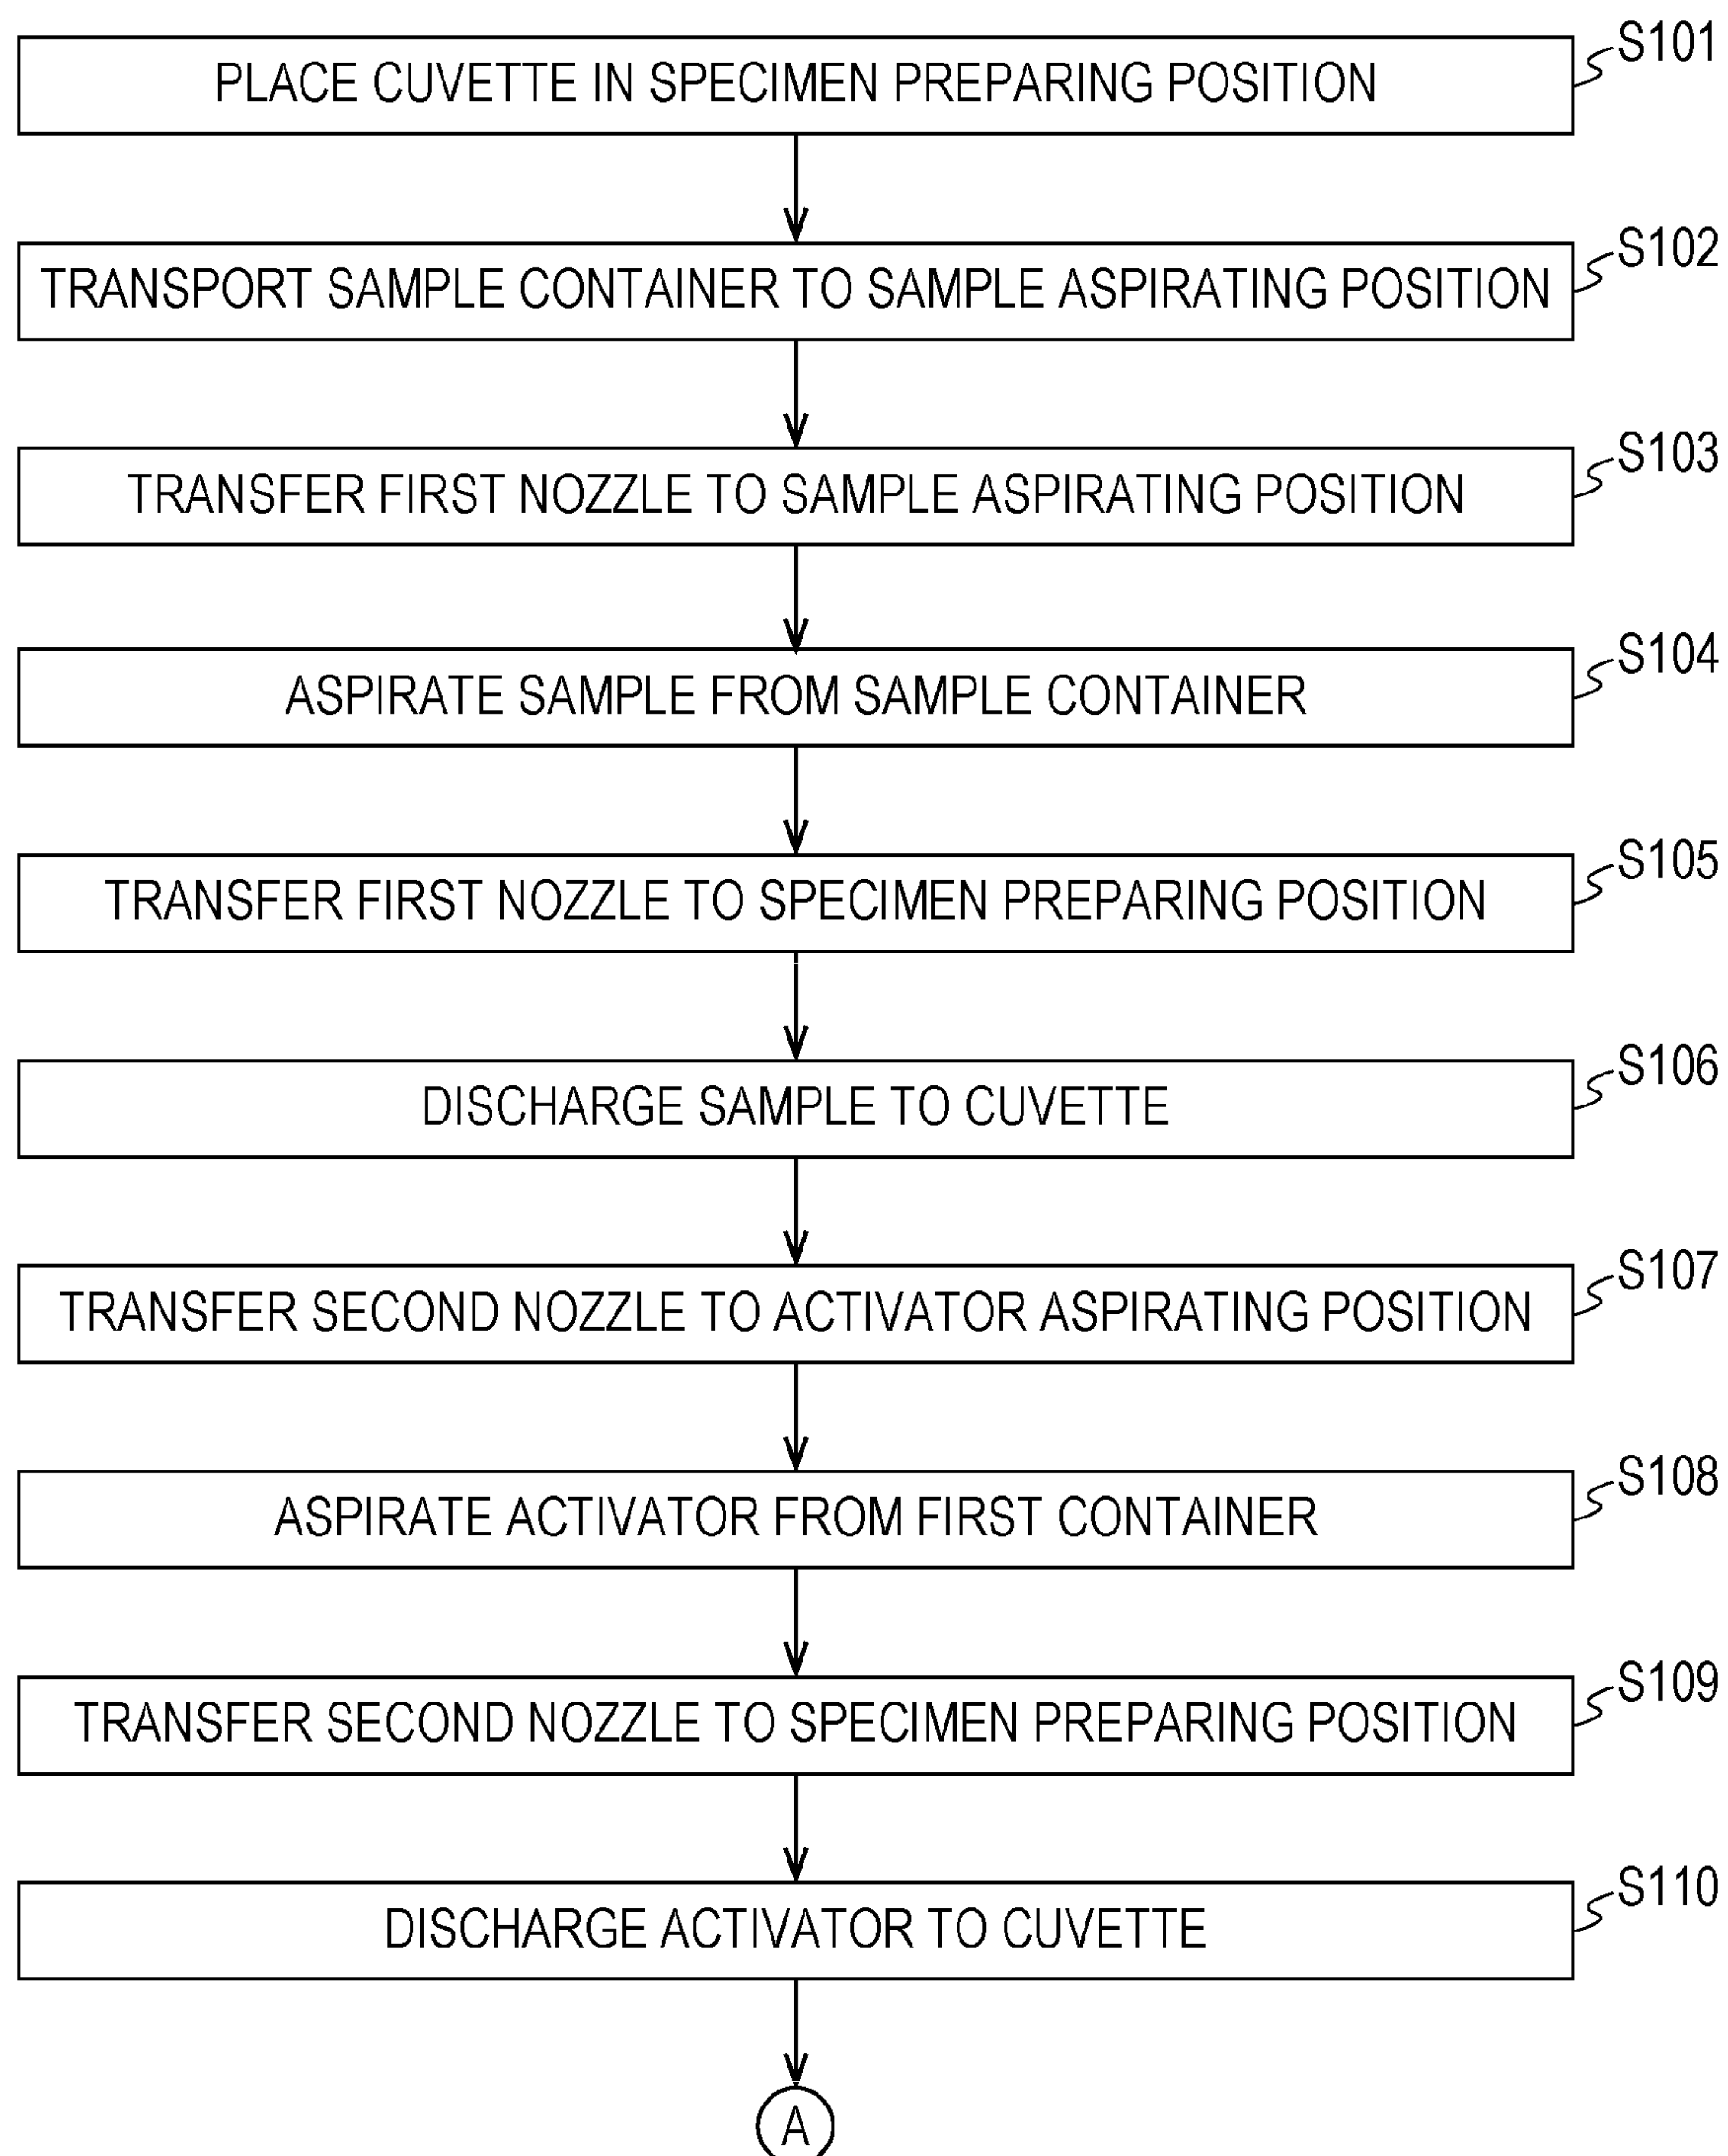 S101
PLACE CUVETTE IN SPECIMEN PREPARING POSITION
S102
TRANSPORT SAMPLE CONTAINER TO SAMPLE ASPIRATING POSITION
S103
TRANSFER FIRST NOZZLE TO SAMPLE ASPIRATING POSITION
S104
ASPIRATE SAMPLE FROM SAMPLE CONTAINER
S105
TRANSFER FIRST NOZZLE TO SPECIMEN PREPARING POSITION
S106
DISCHARGE SAMPLE TO CUVETTE
S107
TRANSFER SECOND NOZZLE TO ACTIVATOR ASPIRATING POSITION
S108
ASPIRATE ACTIVATOR FROM FIRST CONTAINER
S109
TRANSFER SECOND NOZZLE TO SPECIMEN PREPARING POSITION
S110
DISCHARGE ACTIVATOR TO CUVETTE
A